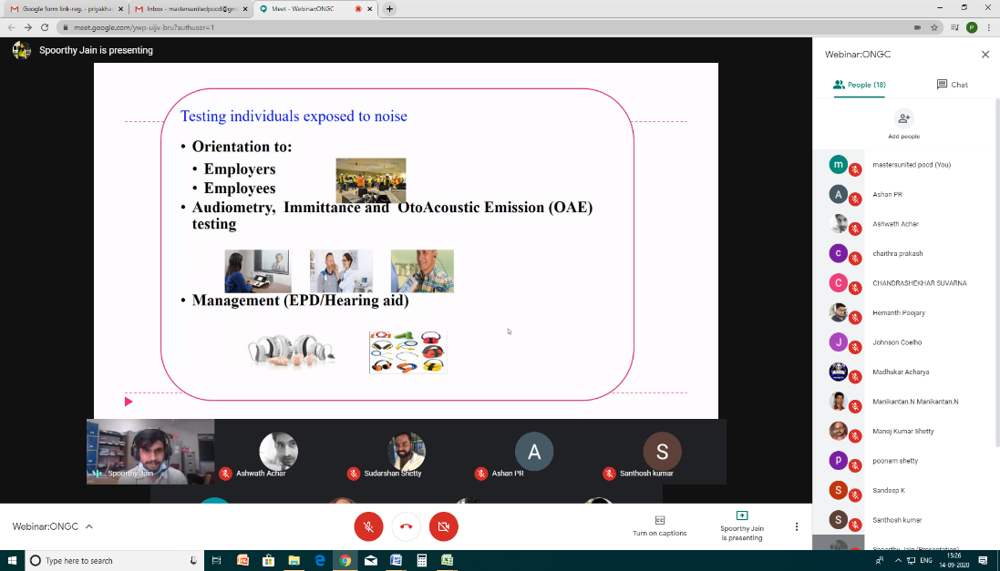 Google form link-reg. - priyakha
Inbox - mastersunitedpocd@gm
Meet - Webinar:ONGC
meet.google.com/ywp-uijv-bru?authuser=1
P
Spoorthy Jain is presenting
Testing individuals exposed to noise
• Orientation to:
• Employers
• Employees
• Audiometry, Immittance and OtoAcoustic Emission (OAE)
testing
• Management (EPD/Hearing aid)
Spoorthy Jain
Ashwath Achar
Sudarshan Shetty
A
Ashan PR
S
Santhosh kumar
Webinar:ONGC
Turn on captions
Spoorthy Jain
is presenting
Webinar:ONGC
People (18)
Chat
Add people
m
mastersunited pocd (You)
A
Ashan PR
Ashwath Achar
c
chaithra prakash
C
CHANDRASHEKHAR SUVARNA
Hemanth Poojary
J
Johnson Coelho
Madhukar Acharya
Manikantan.N Manikantan.N
Manoj Kumar Shetty
p
poonam shetty
S
Sandeep K
S
Santhosh kumar
Spoorthy Jain (Presentation)
Type here to search
ENG
15:26
14-09-2020